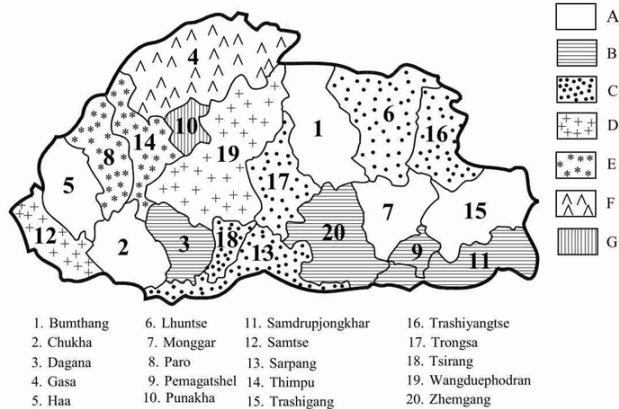 4
A
B
10
1
6
16
C
8
14
D
19
5
17
E
7
15
F
12
2
3
18
20
9
G
13
11
1. Bumthang 6. Lhuntse 11. Samdrupjongkhar 16. Trashiyangtse
2. Chukha 7. Monggar 12. Samtse 17. Trongsa
3. Dagana 8. Paro 13. Sarpang 18. Tsirang
4. Gasa 9. Pemagatshel 14. Thimpu 19. Wangduephodran
5. Haa 10. Punakha 15. Trashigang 20. Zhemgang